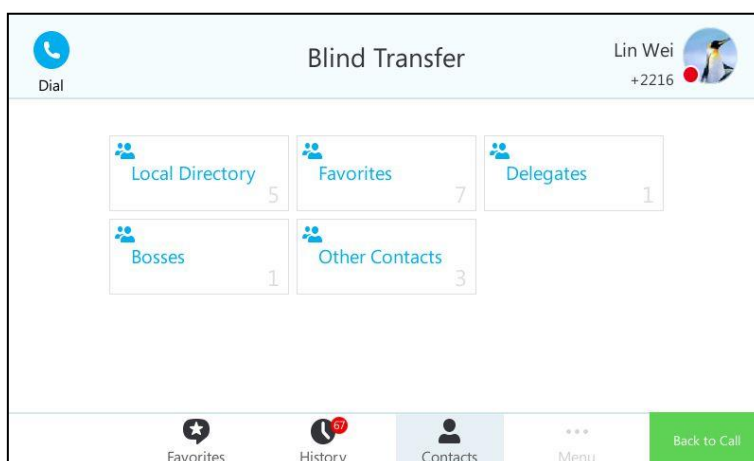 Blind Transfer
Lin Wei
+2216
Dial
Local Directory
5
Favorites
7
Delegates
1
Bosses
1
Other Contacts
3
Favorites
67
History
Contacts
Menu
Back to Call